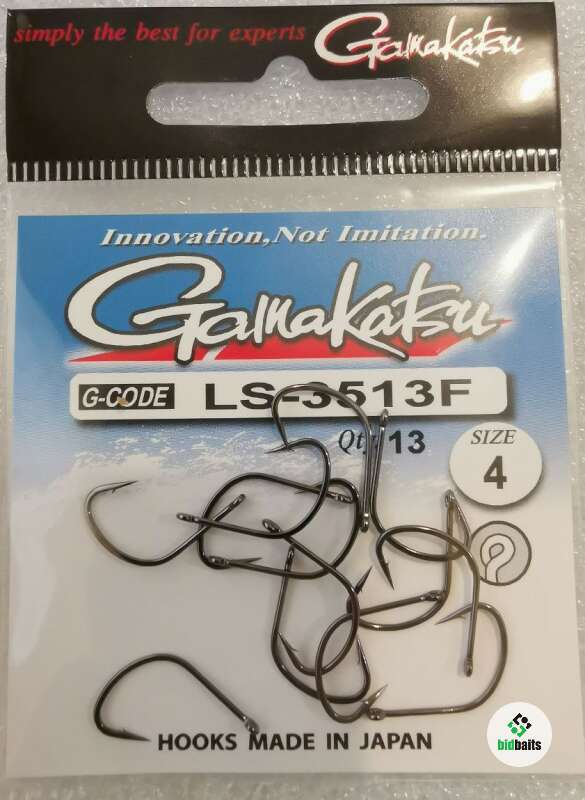 simply the best for experts Gamakatsu
Innovation,Not Imitation.
Gamakatsu
G-CODE LS-3513F
Qty 13
SIZE
4
HOOKS MADE IN JAPAN
bidbaits